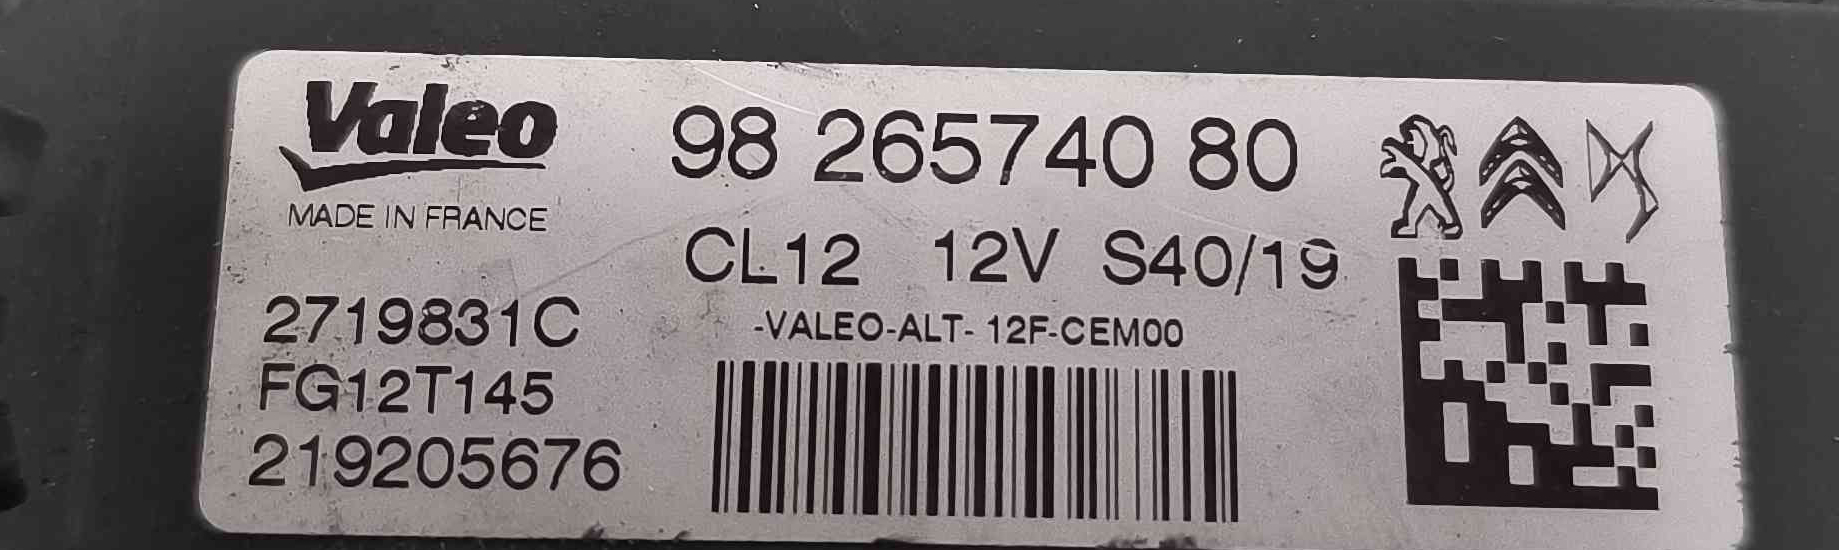 Valeo
MADE IN FRANCE
98 265740 80
CL12 12V S40/19
-VALEO-ALT- 12F-CEM00
2719831C
FG12T145
219205676